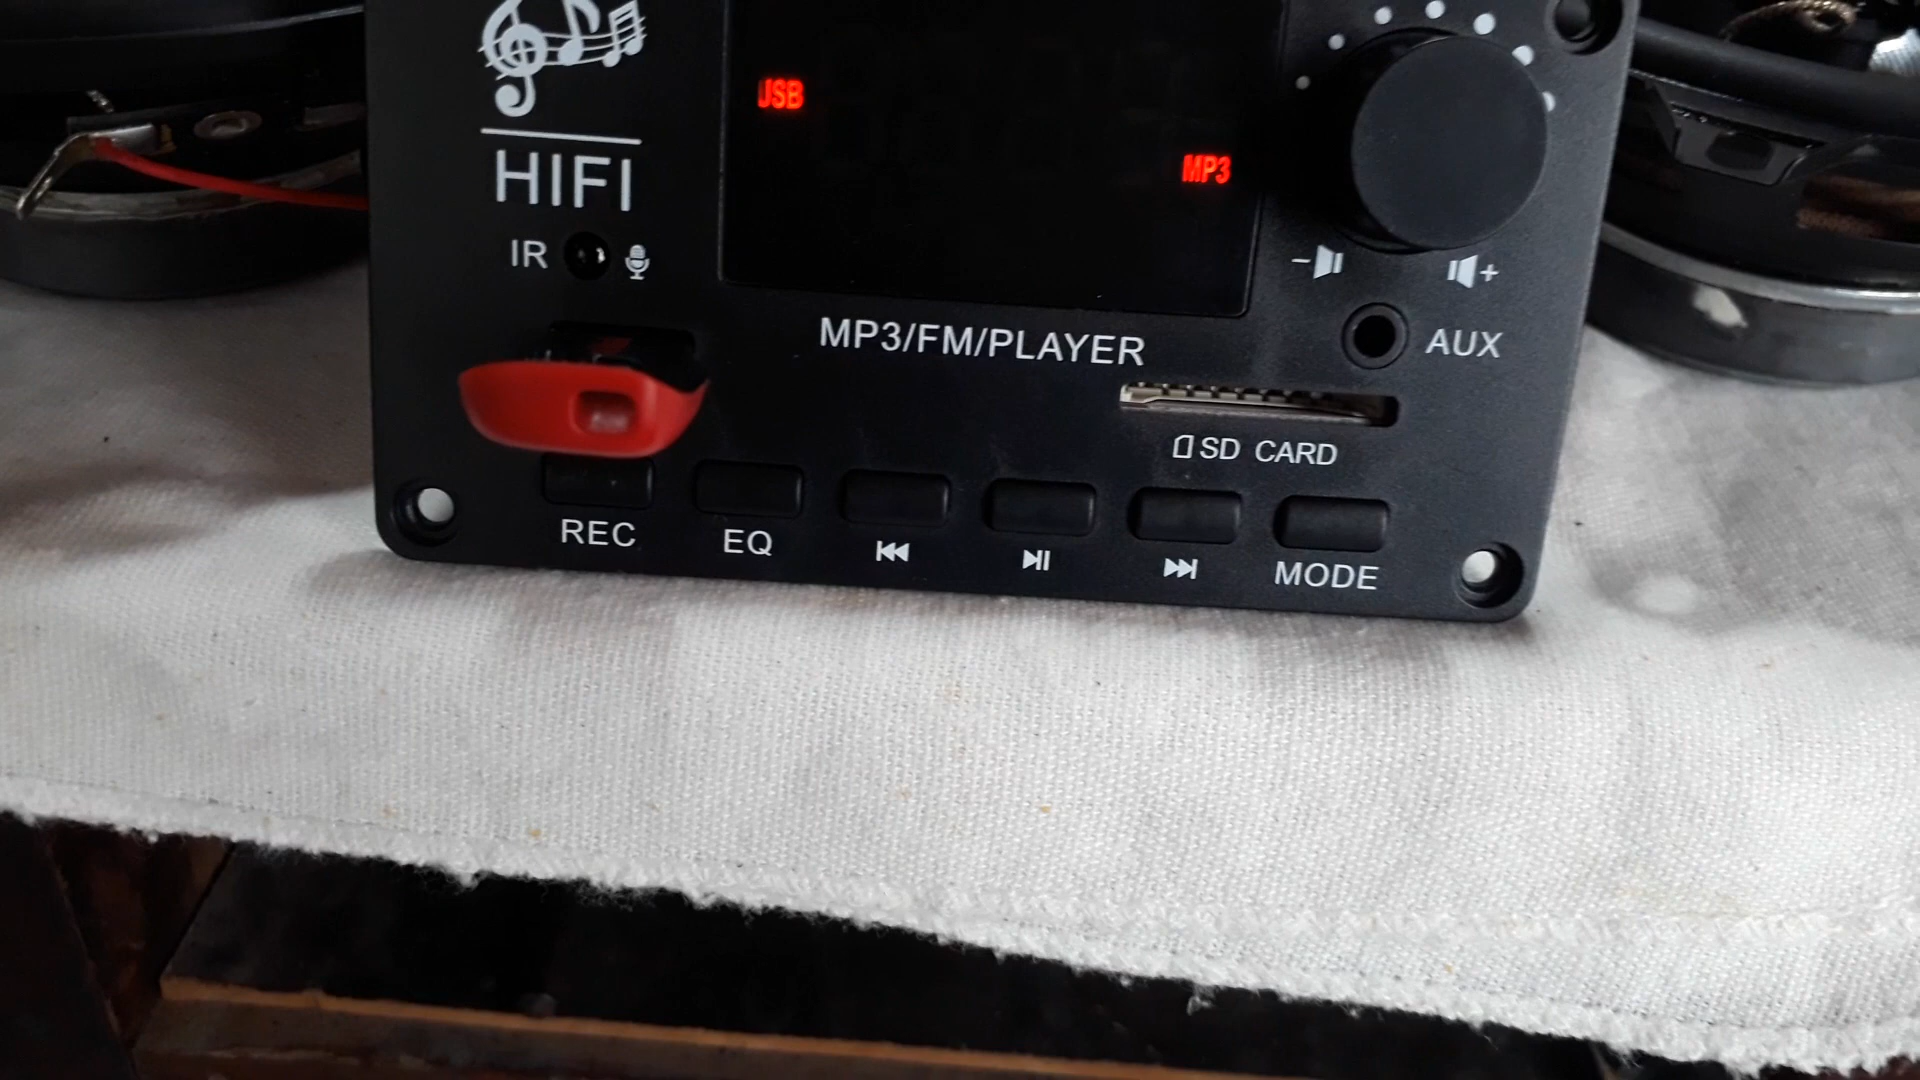 USB
MP3
HIFI
IR
MP3/FM/PLAYER
AUX
SD CARD
REC
EQ
MODE